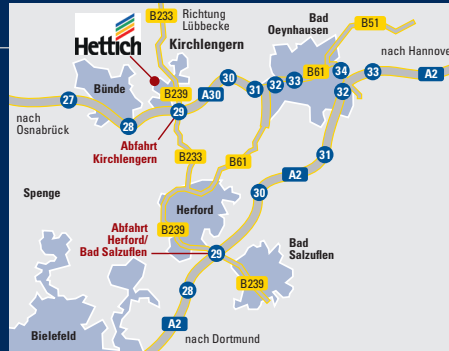 B233
Richtung
Lübbecke
Bad
Oeynhausen
B51
Hettich
Kirchlengern
nach Hannove
B61
34
33
A2
30
31
32
33
32
Bünde
B239
A30
27
29
28
nach
Osnabrück
Abfahrt
Kirchlengern
B233
B61
31
A2
30
Spenge
Herford
Abfahrt
Herford/
Bad Salzuflen
B239
29
Bad
Salzuflen
B239
28
A2
Bielefeld
nach Dortmund